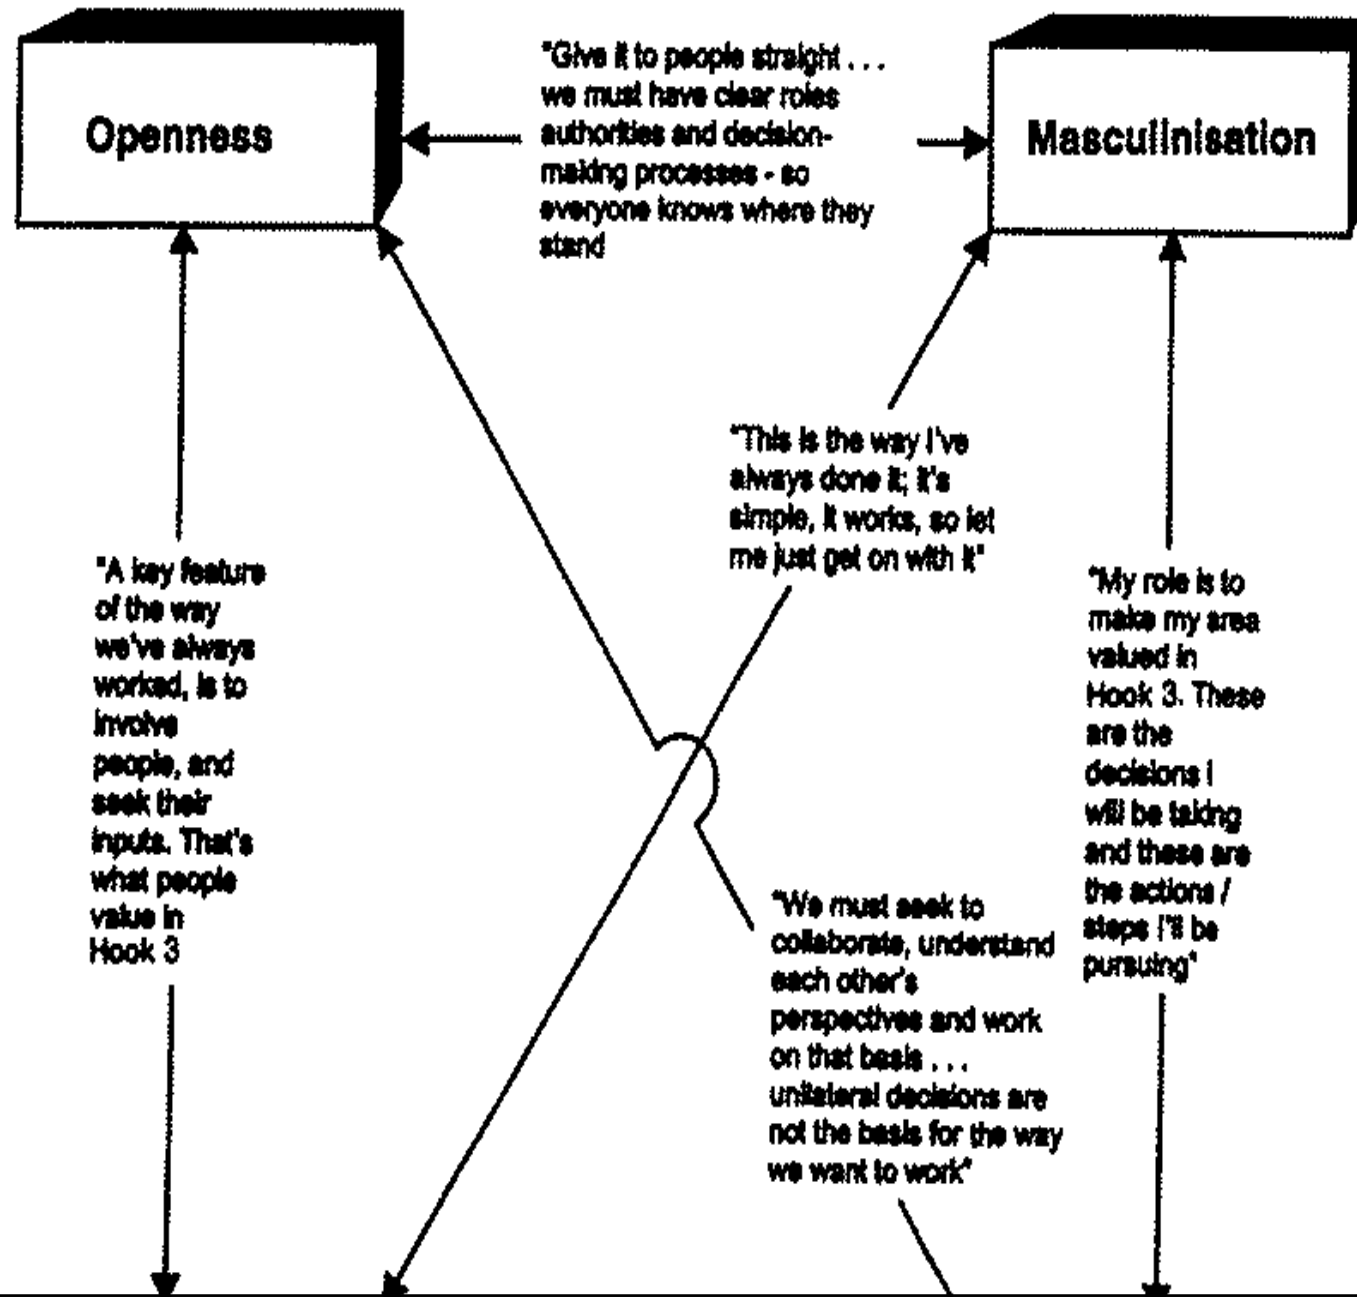 Openness
"Give it to people straight . . .
we must have clear roles
authorities and decision-
making processes - so
everyone knows where they
stand
Masculinisation
"This is the way I've
always done it; it's
simple, it works, so let
me just get on with it"
"A key feature
of the way
we've always
worked, is to
involve
people, and
seek their
inputs. That's
what people
value in
Hook 3
"My role is to
make my area
valued in
Hook 3. These
are the
decisions I
will be taking
and these are
the actions /
steps I'll be
pursuing"
"We must seek to
collaborate, understand
each other's
perspectives and work
on that basis . . .
unilateral decisions are
not the basis for the way
we want to work"